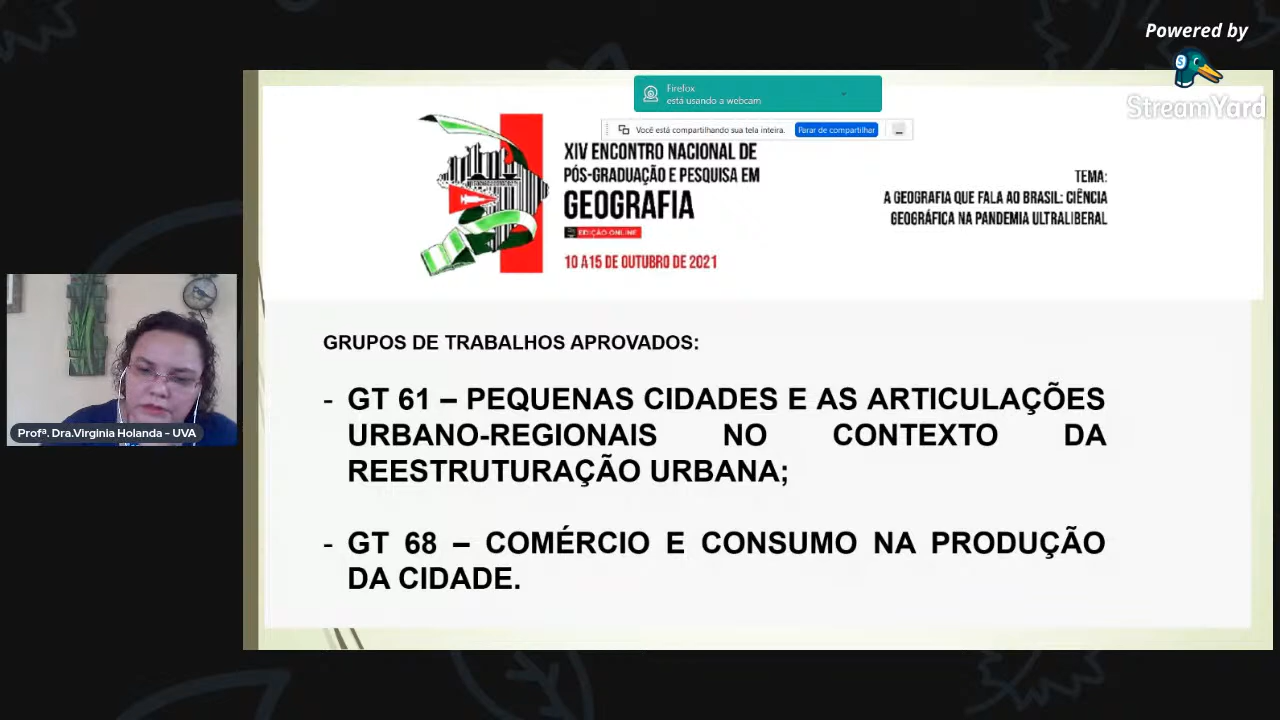 Powered by
StreamYard
Firefox
está usando a webcam
Você está compartilhando sua tela inteira. Parar de compartilhar
XIV ENCONTRO NACIONAL DE
PÓS-GRADUAÇÃO E PESQUISA EM
GEOGRAFIA
EDIÇÃO ONLINE
10 A15 DE OUTUBRO DE 2021
TEMA:
A GEOGRAFIA QUE FALA AO BRASIL: CIÊNCIA
GEOGRÁFICA NA PANDEMIA ULTRALIBERAL
GRUPOS DE TRABALHOS APROVADOS:
- GT 61 – PEQUENAS CIDADES E AS ARTICULAÇÕES
URBANO-REGIONAIS NO CONTEXTO DA
REESTRUTURAÇÃO URBANA;
- GT 68 – COMÉRCIO E CONSUMO NA PRODUÇÃO
DA CIDADE.
Profª. Dra.Virginia Holanda - UVA